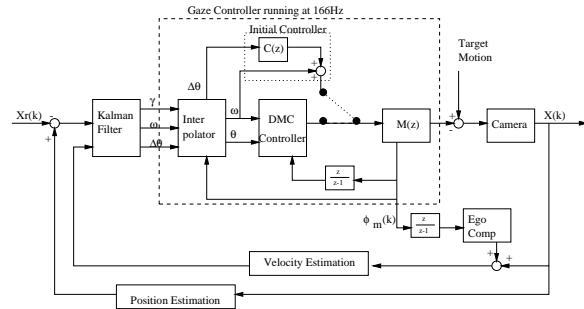 Gaze Controller running at 166Hz
Initial Controller
C(z)
+
+
Target
Motion
Δθ
Xr(k)
-
+
Kalman
Filter
γ
ω
Δθ
Inter
polator
ω
θ
DMC
Controller
M(z)
+
-
Camera
X(k)
z
z-1
ϕm(k)
z
z-1
Ego
Comp
+
+
Velocity Estimation
Position Estimation